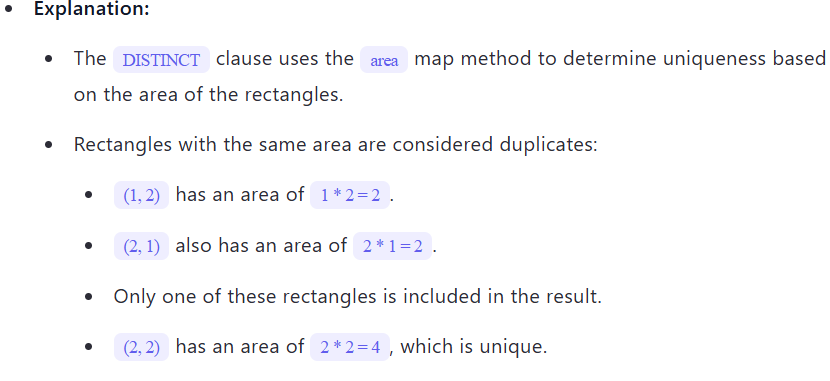 Explanation:
The DISTINCT clause uses the area map method to determine uniqueness based
on the area of the rectangles.
Rectangles with the same area are considered duplicates:
(1, 2) has an area of 1 * 2 = 2 .
(2, 1) also has an area of 2 * 1 = 2 .
Only one of these rectangles is included in the result.
(2, 2) has an area of 2 * 2 = 4 , which is unique.